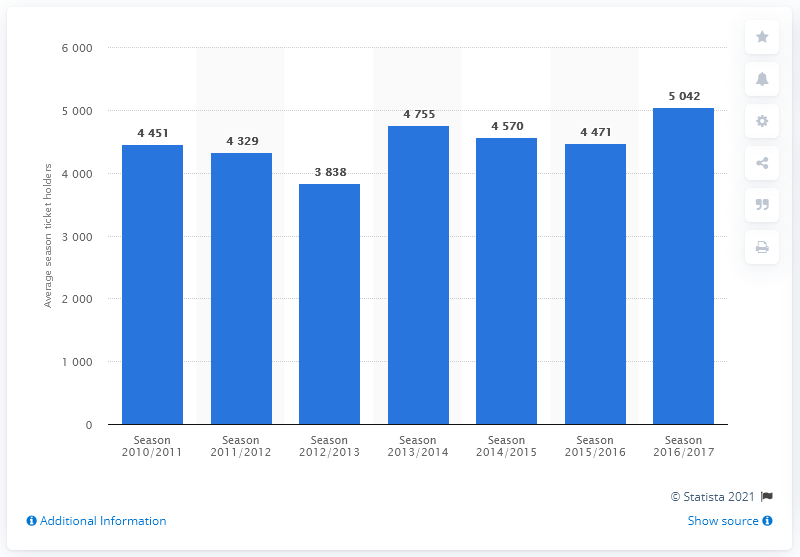 6 000
5 000
4 000
3 000
2 000
1 000
0
Average season ticket holders
4 451
4 329
3 838
4 755
4 570
4 471
5 042
Season 2010/2011
Season 2011/2012
Season 2012/2013
Season 2013/2014
Season 2014/2015
Season 2015/2016
Season 2016/2017
© Statista 2021
Additional Information
Show source